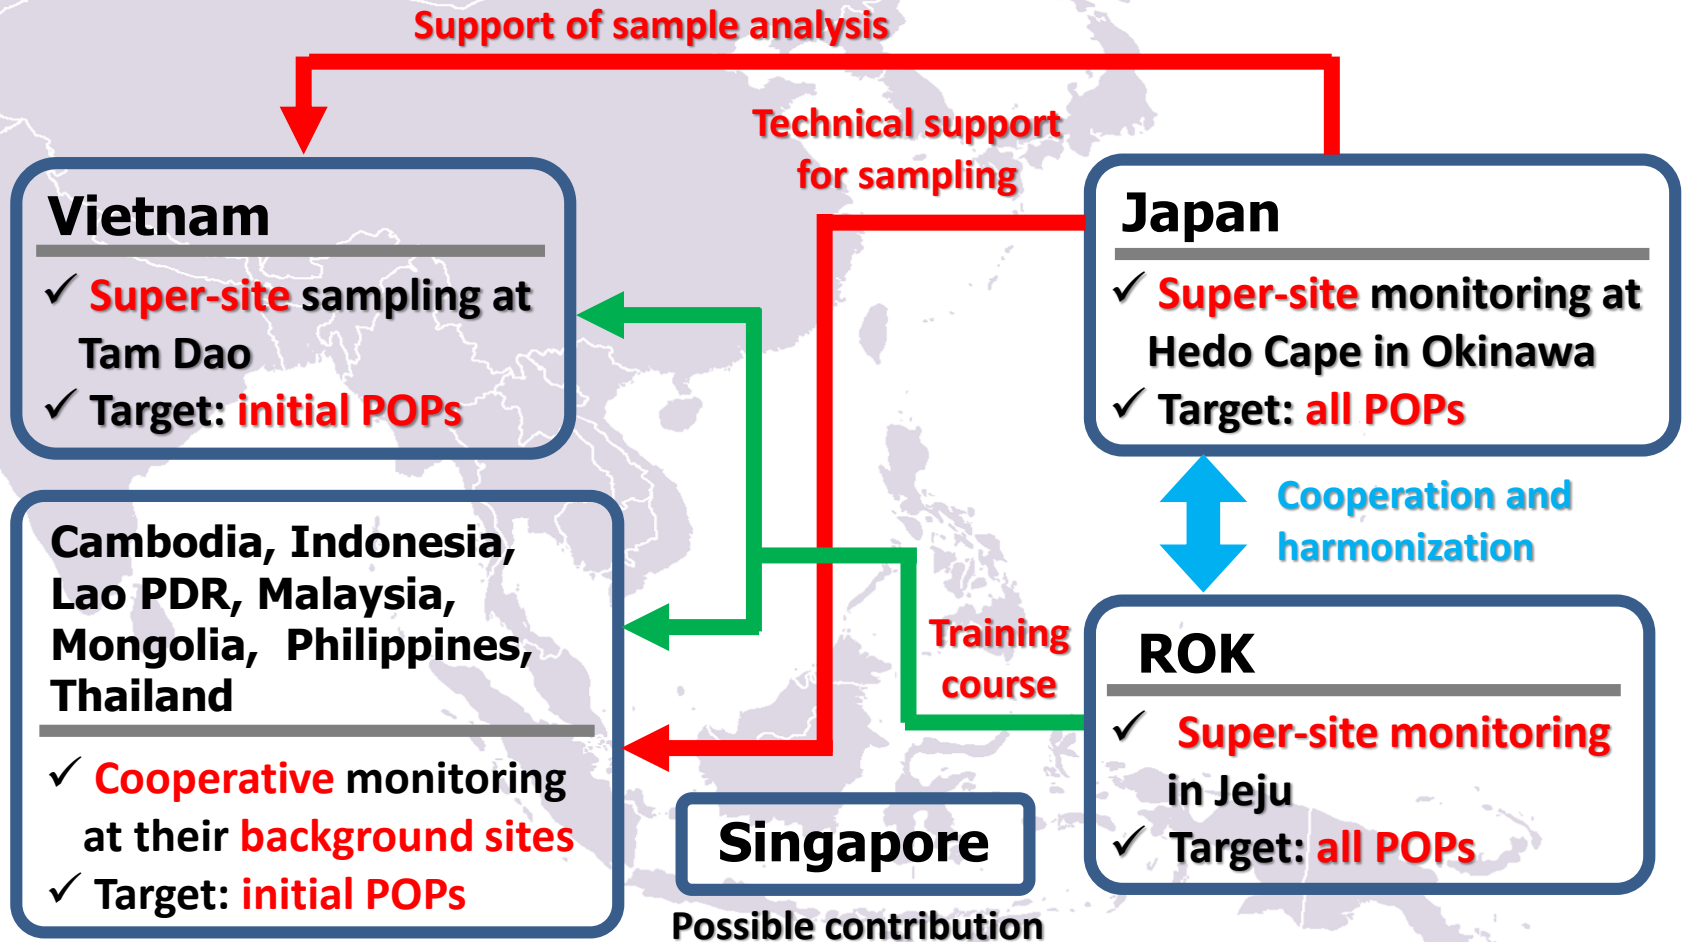 Support of sample analysis
Technical support
for sampling
Vietnam
✓ Super-site sampling at
Tam Dao
✓ Target: initial POPs
Japan
✓ Super-site monitoring at
Hedo Cape in Okinawa
✓ Target: all POPs
Cooperation and
harmonization
Cambodia, Indonesia,
Lao PDR, Malaysia,
Mongolia, Philippines,
Thailand
✓ Cooperative monitoring
at their background sites
✓ Target: initial POPs
Training
course
ROK
✓ Super-site monitoring
in Jeju
✓ Target: all POPs
Singapore
Possible contribution